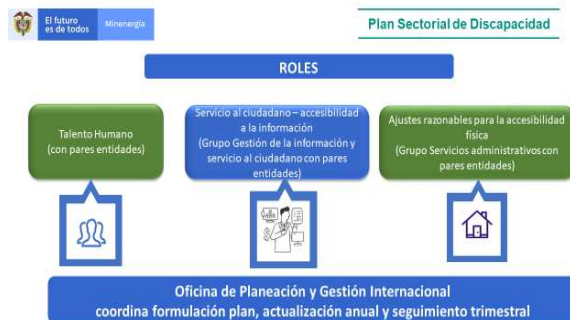 El futuro
es de todos
Minenergía
Plan Sectorial de Discapacidad
ROLES
Talento Humano
(con pares entidades)
Servicio al ciudadano – accesibilidad
a la información
(Grupo Gestión de la información y
servicio al ciudadano con pares
entidades)
Ajustes razonables para la accesibilidad
física
(Grupo Servicios administrativos con
pares entidades)
Oficina de Planeación y Gestión Internacional
coordina formulación plan, actualización anual y seguimiento trimestral